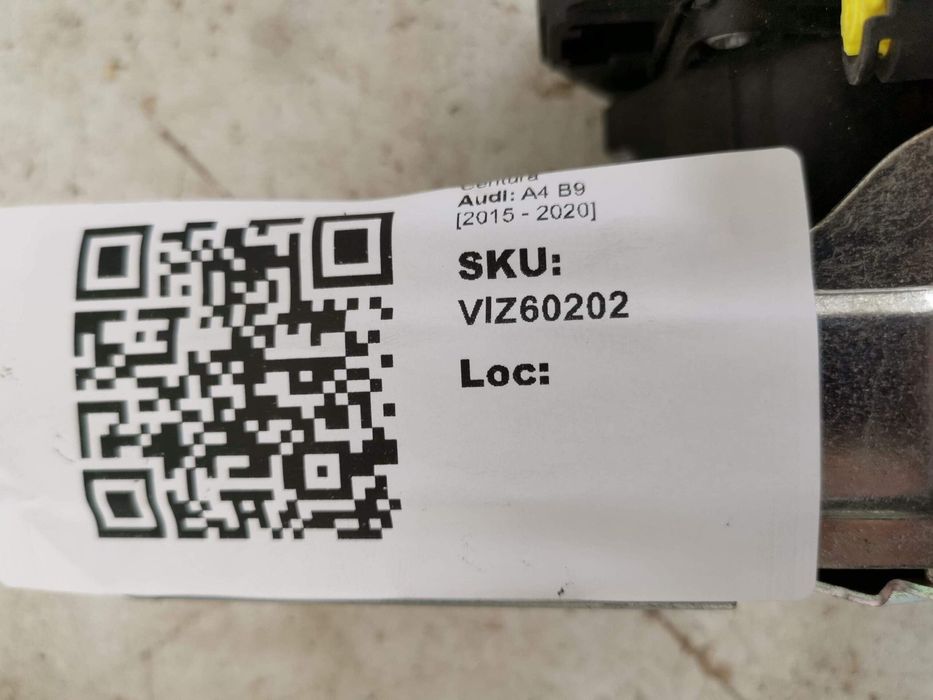 Centura
Audi: A4 B9
[2015 - 2020]
SKU:
VIZ60202
Loc: